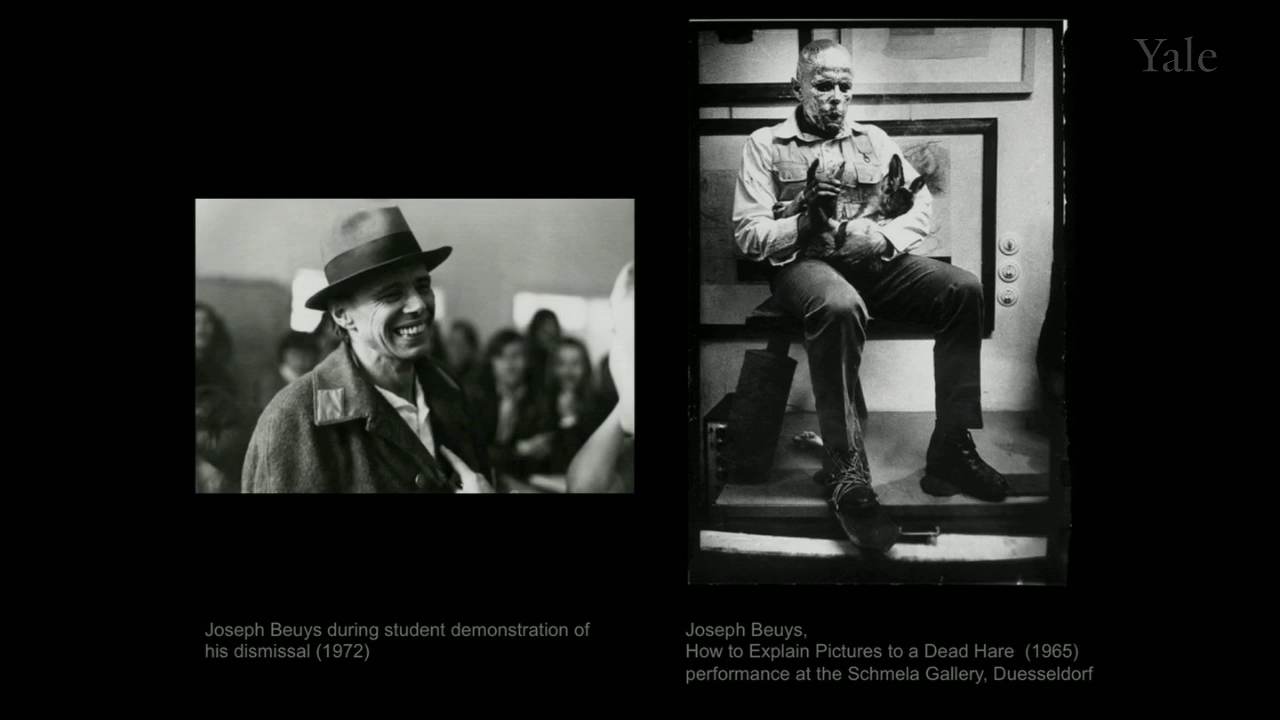 Yale
Joseph Beuys during student demonstration of
his dismissal (1972)
Joseph Beuys,
How to Explain Pictures to a Dead Hare (1965)
performance at the Schmela Gallery, Duesseldorf